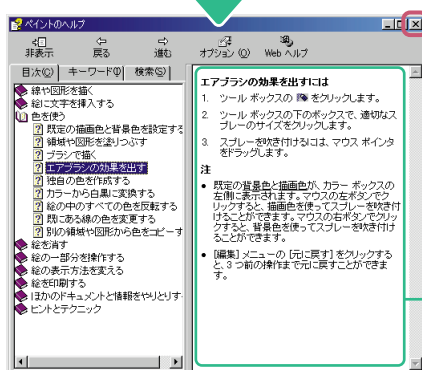 ペイントのヘルプ
非表示
戻る
進む
オプション(O)
Web ヘルプ
目次(C)
キーワード(I)
検索(S)
線や図形を描く
絵に文字を挿入する
色を使う
既定の描画色と背景色を設定する
領域や図形を塗りつぶす
ブラシで描く
エアブラシの効果を出す
独自の色を作成する
カラーから白黒に変換する
絵の中のすべての色を反転する
既にある線の色を変更する
別の領域や図形から色をコピーす
絵を消す
絵の一部分を操作する
絵の表示方法を変える
絵を印刷する
ほかのドキュメントと情報をやりとりす
ヒントとテクニック
エアブラシの効果を出すには
1. ツール ボックスの をクリックします。
2. ツール ボックスの下のボックスで、適切なス
プレーのサイズをクリックします。
3. スプレーを吹き付けるには、マウス ポインタ
をドラッグします。
注
• 既定の背景色と描画色が、カラー ボックスの
左側に表示されます。マウスの左ボタンでク
リックすると、描画色を使ってスプレーを吹き付
けることができます。マウスの右ボタンでクリッ
クすると、背景色を使ってスプレーを吹き付け
ることができます。
• [編集] メニューの [元に戻す] をクリックする
と、3 つ前の操作まで元に戻すことができま
す。